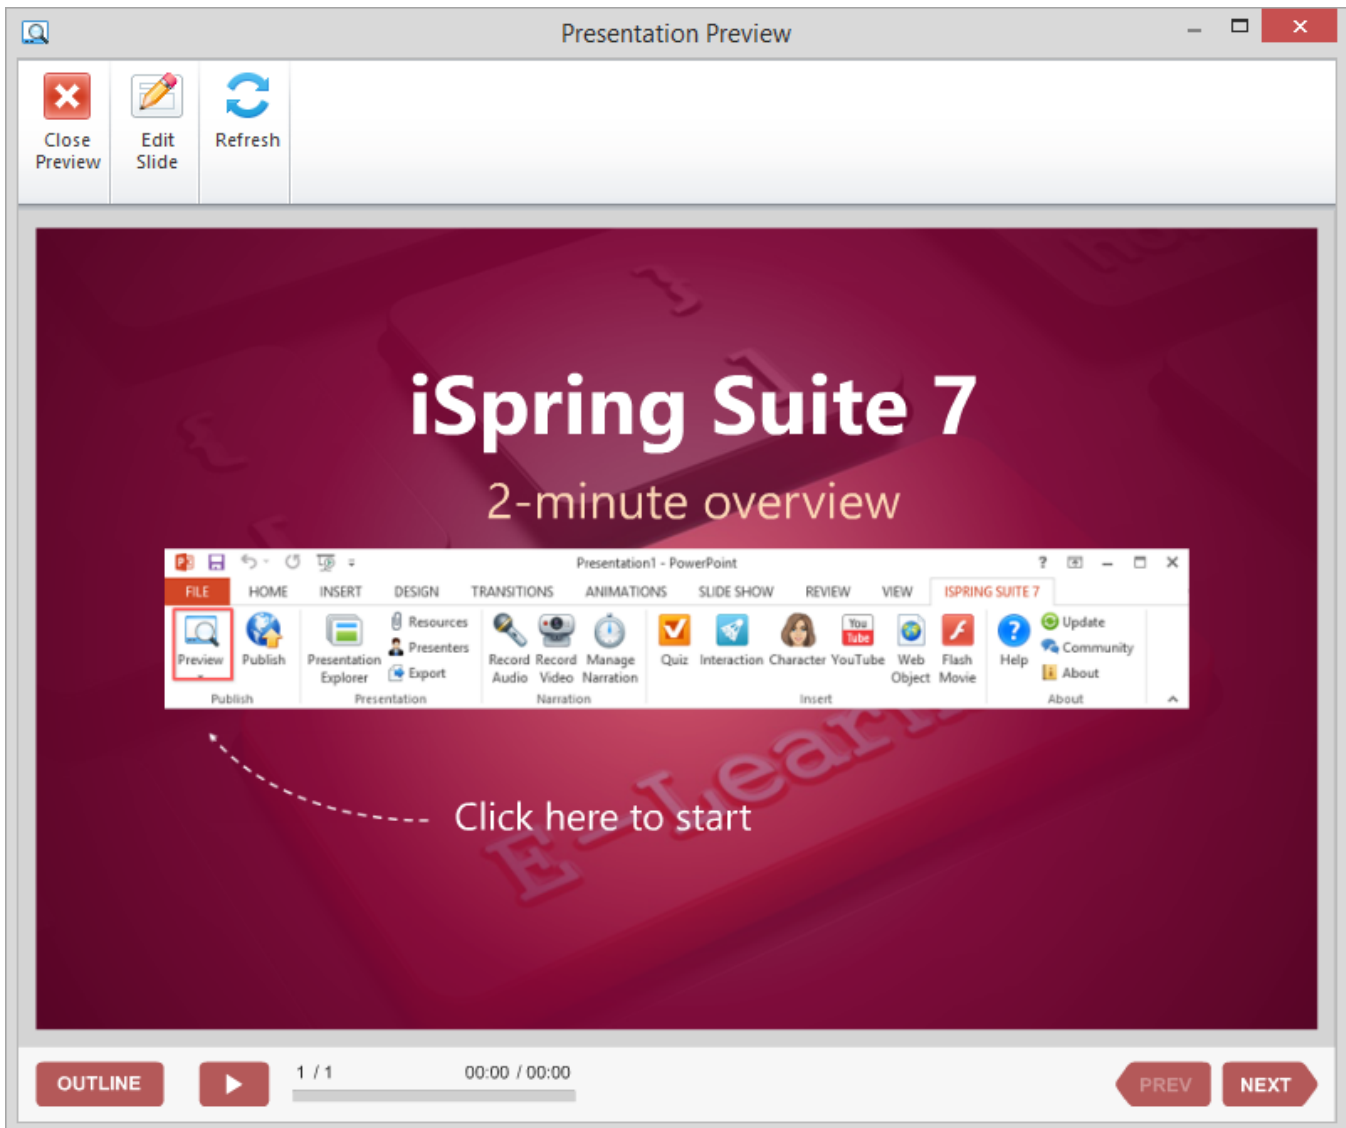 Presentation Preview
Close Preview
Edit Slide
Refresh
iSpring Suite 7
2-minute overview
Presentation1 - PowerPoint
FILE HOME INSERT DESIGN TRANSITIONS ANIMATIONS SLIDE SHOW REVIEW VIEW ISPRING SUITE 7
Preview
Publish
Publish
Presentation Explorer
Resources
Presenters
Export
Presentation
Record Audio
Record Video
Manage Narration
Narration
Quiz
Interaction
Character
You Tube
YouTube
Web Object
Flash Movie
Insert
Help
Update
Community
About
About
E-Learn
Click here to start
OUTLINE
1 / 1
00:00 / 00:00
PREV
NEXT